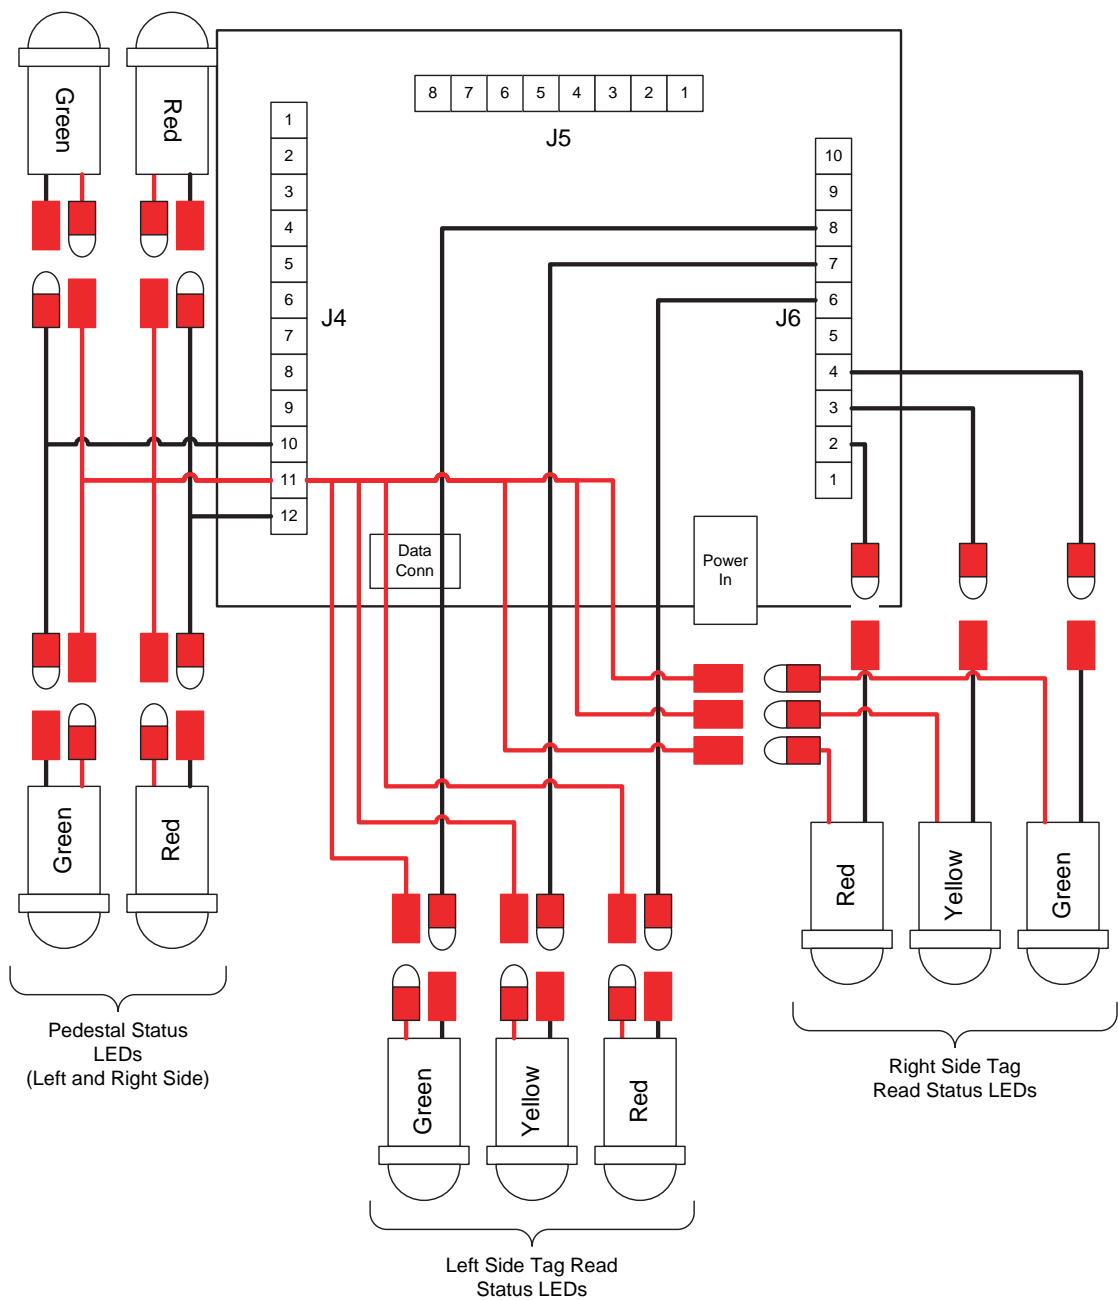 Green
Red
8 7 6 5 4 3 2 1
J5
1
2
3
4
5
6
7
8
9
10
11
12
J4
10
9
8
7
6
5
4
3
2
1
J6
Data
Conn
Power
In
Green
Red
Pedestal Status
LEDs
(Left and Right Side)
Green
Yellow
Red
Left Side Tag Read
Status LEDs
Red
Yellow
Green
Right Side Tag
Read Status LEDs